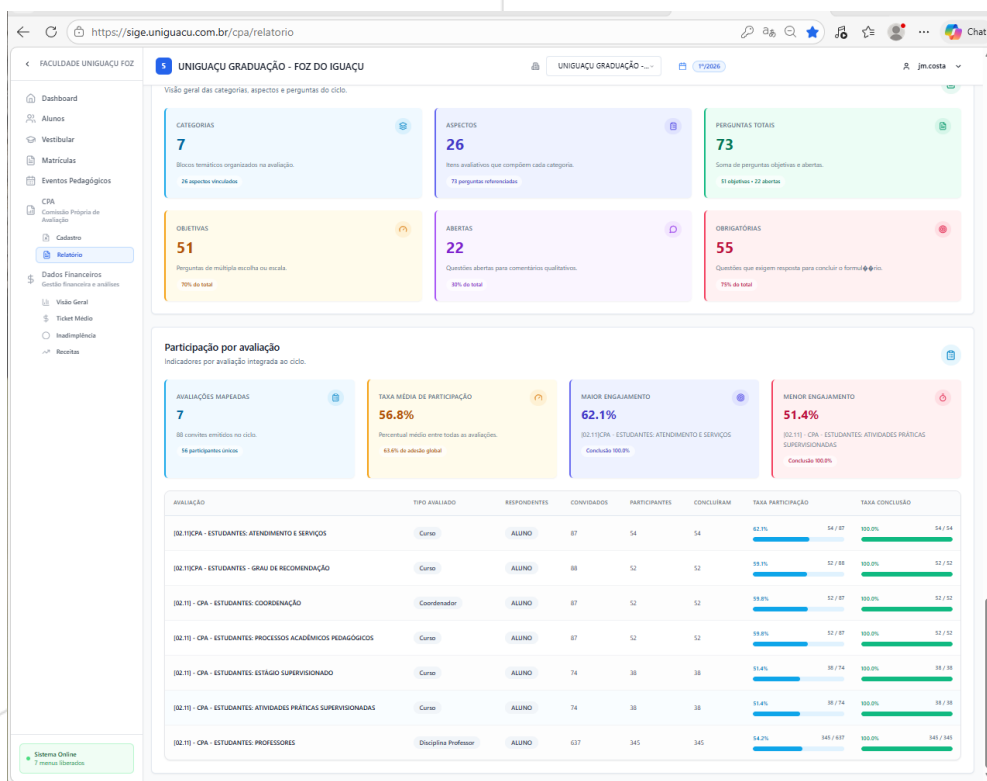 https://sige.uniguacu.com.br/cpa/relatorio
Chat
FACULDADE UNIGUAÇU FOZ
S UNIGUAÇU GRADUAÇÃO - FOZ DO IGUAÇU
UNIGUAÇU GRADUAÇÃO -...
1º/2026
jm.costa
Dashboard
Alunos
Vestibular
Matrículas
Eventos Pedagógicos
CPA
Comissão Própria de
Avaliação
Cadastro
Relatório
Dados Financeiros
Gestão financeira e análises
Visão Geral
Ticket Médio
Inadimplência
Receitas
Sistema Online
7 menus liberados
Visão geral das categorias, aspectos e perguntas do ciclo.
CATEGORIAS
7
Blocos temáticos organizados na avaliação.
26 aspectos vinculados
ASPECTOS
26
Itens avaliativos que compõem cada categoria.
73 perguntas referenciadas
PERGUNTAS TOTAIS
73
Soma de perguntas objetivas e abertas.
51 objetivas • 22 abertas
OBJETIVAS
51
Perguntas de múltipla escolha ou escala.
70% do total
ABERTAS
22
Questões abertas para comentários qualitativos.
30% do total
OBRIGATÓRIAS
55
Questões que exigem resposta para concluir o formul��rio.
75% do total
Participação por avaliação
Indicadores por avaliação integrada ao ciclo.
AVALIAÇÕES MAPEADAS
7
88 convites emitidos no ciclo.
56 participantes únicos
TAXA MÉDIA DE PARTICIPAÇÃO
56.8%
Percentual médio entre todas as avaliações.
63.6% de adesão global
MAIOR ENGAJAMENTO
62.1%
[02.11]CPA - ESTUDANTES: ATENDIMENTO E SERVIÇOS
Conclusão 100.0%
MENOR ENGAJAMENTO
51.4%
[02.11] - CPA - ESTUDANTES: ATIVIDADES PRÁTICAS
SUPERVISIONADAS
Conclusão 100.0%
AVALIAÇÃO TIPO AVALIADO RESPONDENTES CONVIDADOS PARTICIPANTES CONCLUÍRAM TAXA PARTICIPAÇÃO TAXA CONCLUSÃO
[02.11]CPA - ESTUDANTES: ATENDIMENTO E SERVIÇOS Curso ALUNO 87 54 54 62.1% 54 / 87 100.0% 54 / 54
[02.11]CPA - ESTUDANTES - GRAU DE RECOMENDAÇÃO Curso ALUNO 88 52 52 59.1% 52 / 88 100.0% 52 / 52
[02.11] - CPA - ESTUDANTES: COORDENAÇÃO Coordenador ALUNO 87 52 52 59.8% 52 / 87 100.0% 52 / 52
[02.11] - CPA - ESTUDANTES: PROCESSOS ACADÊMICOS PEDAGÓGICOS Curso ALUNO 87 52 52 59.8% 52 / 87 100.0% 52 / 52
[02.11] - CPA - ESTUDANTES: ESTÁGIO SUPERVISIONADO Curso ALUNO 74 38 38 51.4% 38 / 74 100.0% 38 / 38
[02.11] - CPA - ESTUDANTES: ATIVIDADES PRÁTICAS SUPERVISIONADAS Curso ALUNO 74 38 38 51.4% 38 / 74 100.0% 38 / 38
[02.11] - CPA - ESTUDANTES: PROFESSORES Disciplina Professor ALUNO 637 345 345 54.2% 345 / 637 100.0% 345 / 345